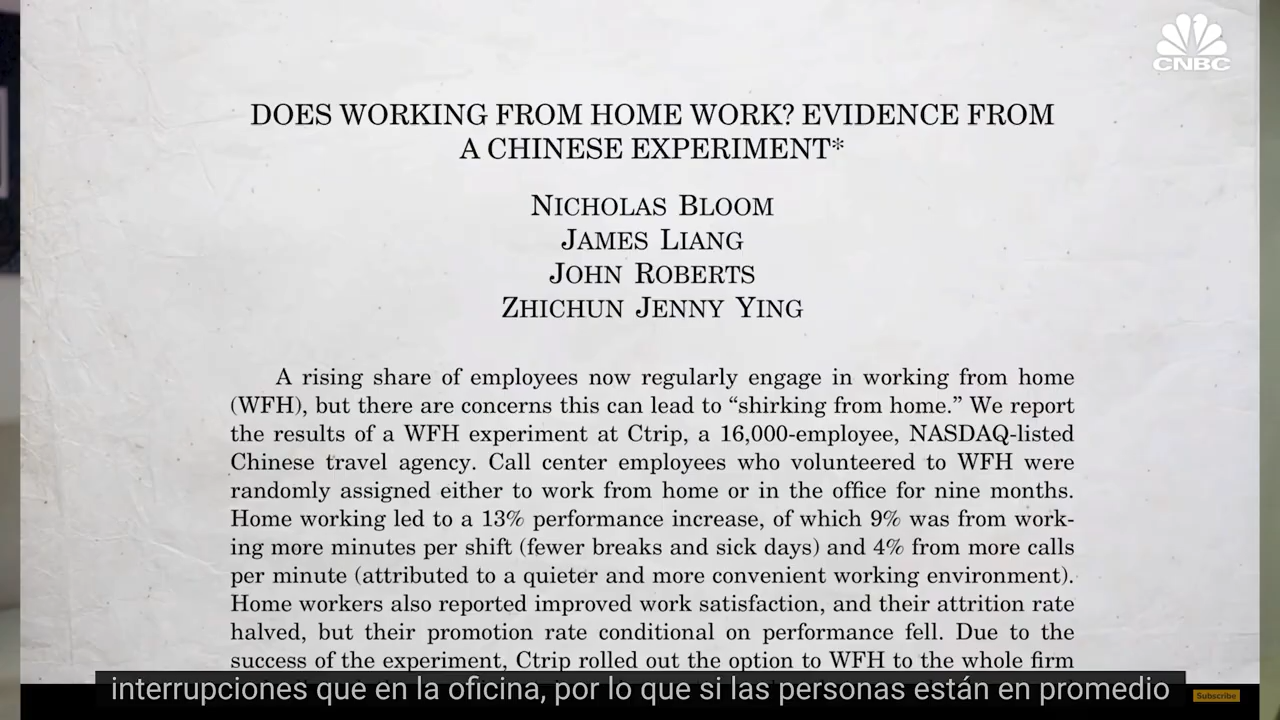 CNBC
DOES WORKING FROM HOME WORK? EVIDENCE FROM
A CHINESE EXPERIMENT*
NICHOLAS BLOOM
JAMES LIANG
JOHN ROBERTS
ZHICHUN JENNY YING
A rising share of employees now regularly engage in working from home
(WFH), but there are concerns this can lead to “shirking from home.” We report
the results of a WFH experiment at Ctrip, a 16,000-employee, NASDAQ-listed
Chinese travel agency. Call center employees who volunteered to WFH were
randomly assigned either to work from home or in the office for nine months.
Home working led to a 13% performance increase, of which 9% was from work-
ing more minutes per shift (fewer breaks and sick days) and 4% from more calls
per minute (attributed to a quieter and more convenient working environment).
Home workers also reported improved work satisfaction, and their attrition rate
halved, but their promotion rate conditional on performance fell. Due to the
success of the experiment, Ctrip rolled out the option to WFH to the whole firm
interrupciones que en la oficina, por lo que si las personas están en promedio
Subscribe